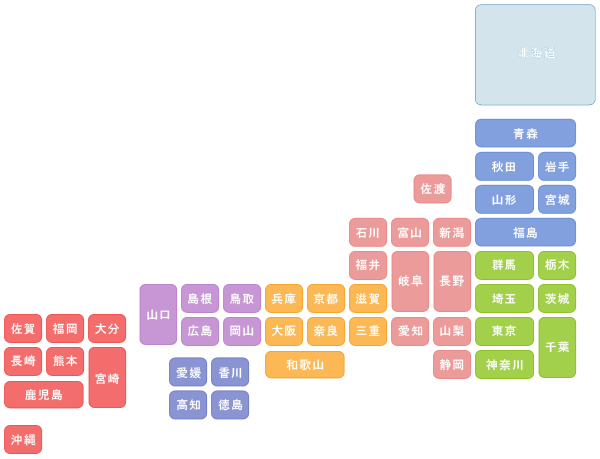 北海道
青森
秋田 岩手
佐渡
山形 宮城
石川 富山 新潟 福島
福井 岐阜 長野 群馬 栃木
山口 島根 鳥取 兵庫 京都 滋賀 埼玉 茨城
佐賀 福岡 大分 広島 岡山 大阪 奈良 三重 愛知 山梨 東京 千葉
長崎 熊本 宮崎 愛媛 香川 和歌山 静岡 神奈川
鹿児島 高知 徳島
沖縄